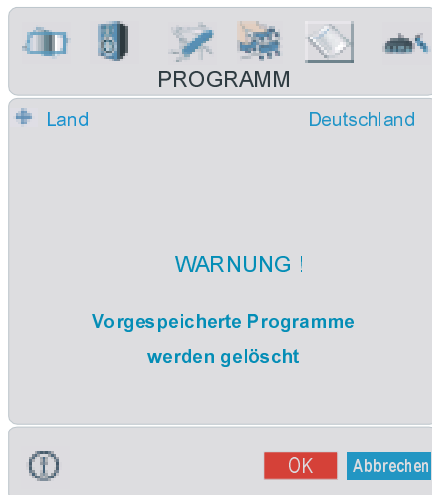 PROGRAMM
Land Deutschland
WARNUNG !
Vorgespeicherte Programme
werden gelöscht
OK Abbrechen